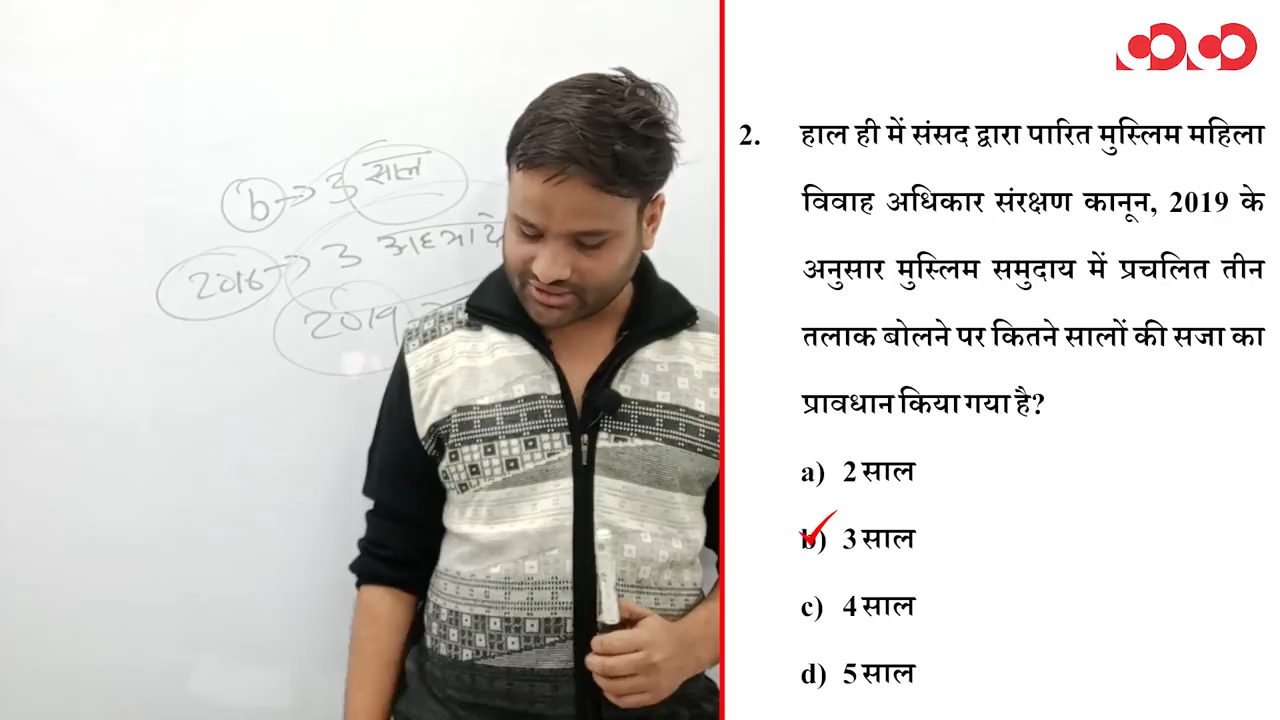 b → 3 साल
2018 → 3 अध्यादे
2019
2. हाल ही में संसद द्वारा पारित मुस्लिम महिला
विवाह अधिकार संरक्षण कानून, 2019 के
अनुसार मुस्लिम समुदाय में प्रचलित तीन
तलाक बोलने पर कितने सालों की सजा का
प्रावधान किया गया है?
a) 2 साल
b) 3 साल
c) 4 साल
d) 5 साल